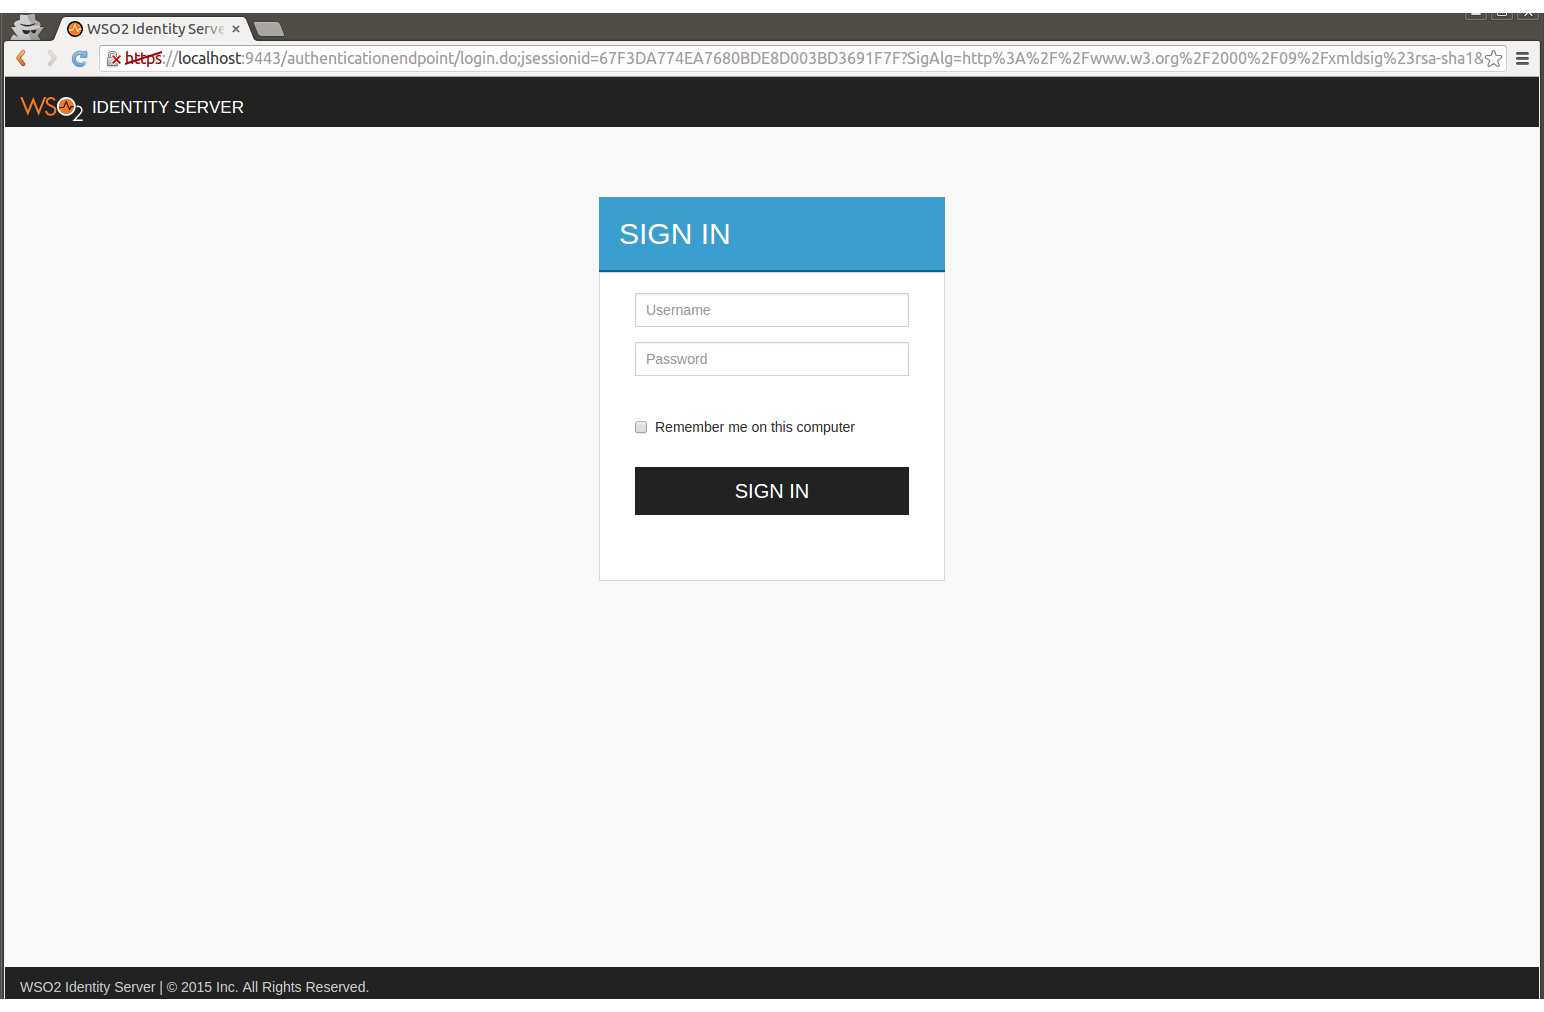 WSO2 Identity Serve
https://localhost:9443/authenticationendpoint/login.do;jsessionid=67F3DA774EA7680BDE8D003BD3691F7F?SigAlg=http%3A%2F%2Fwww.w3.org%2F2000%2F09%2Fxmldsig%23rsa-sha1&
WSO2 IDENTITY SERVER
SIGN IN
Username
Password
Remember me on this computer
SIGN IN
WSO2 Identity Server | © 2015 Inc. All Rights Reserved.